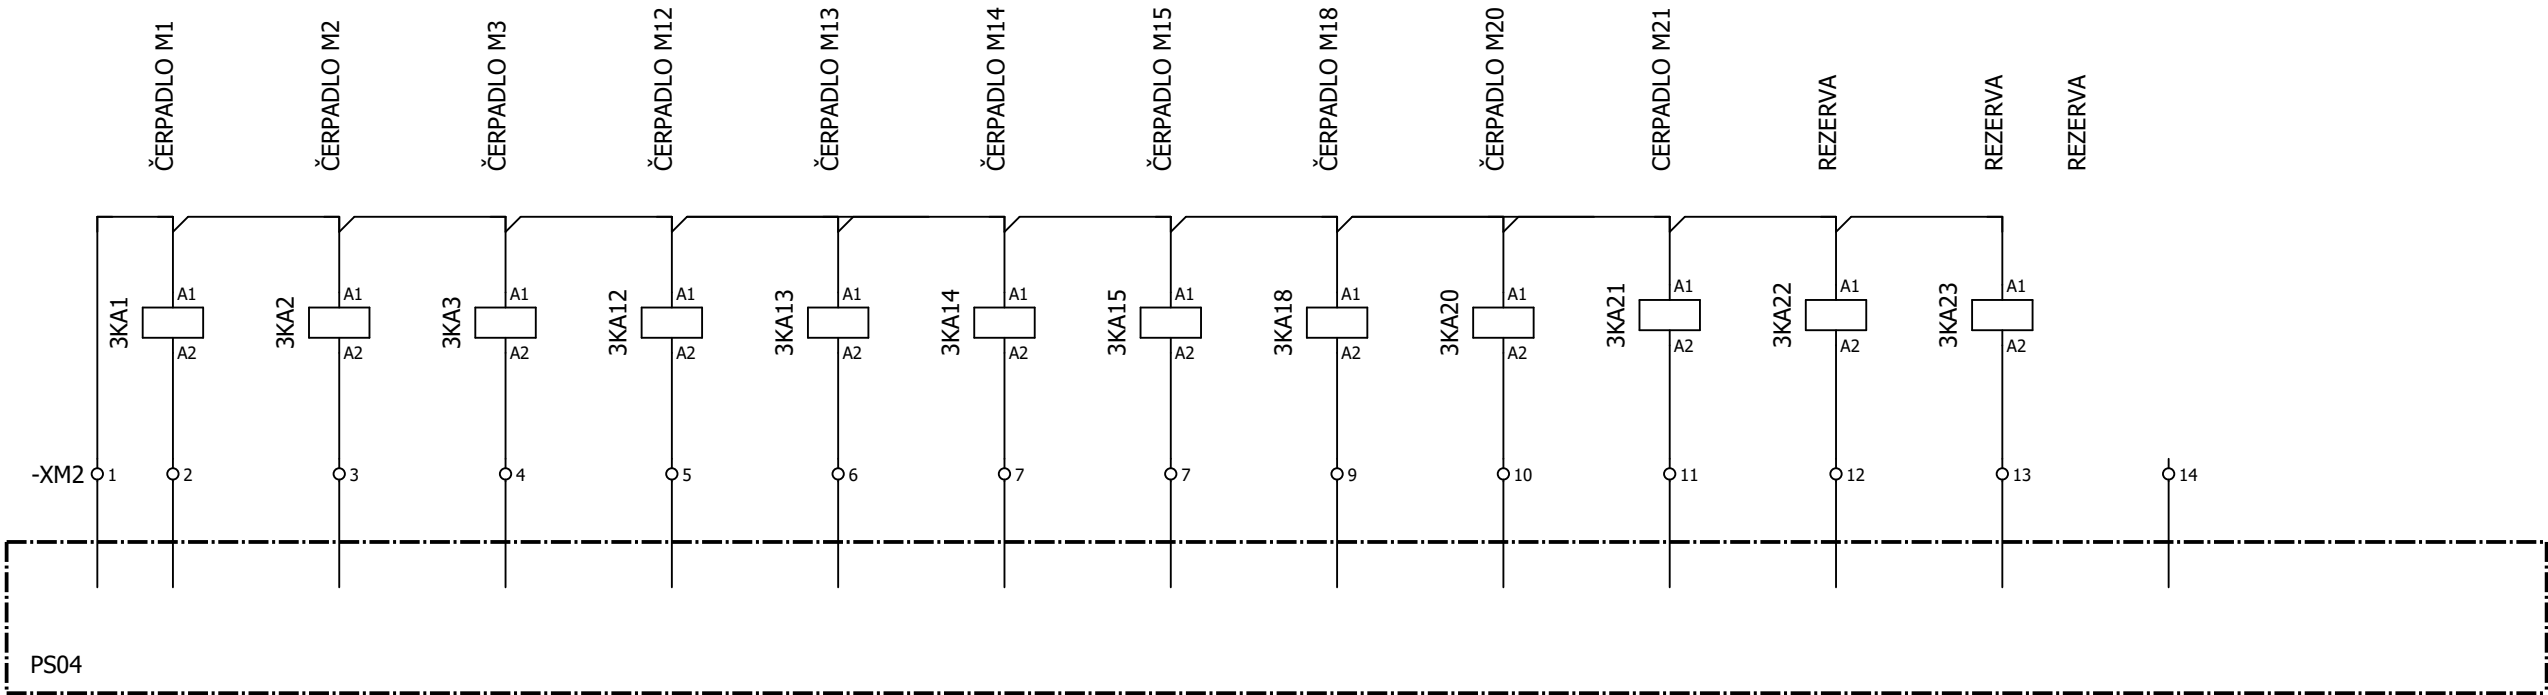 ČERPADLO M1
ČERPADLO M2
ČERPADLO M3
ČERPADLO M12
ČERPADLO M13
ČERPADLO M14
ČERPADLO M15
ČERPADLO M18
ČERPADLO M20
CERPADLO M21
REZERVA
REZERVA
REZERVA
3KA1 A1 A2
3KA2 A1 A2
3KA3 A1 A2
3KA12 A1 A2
3KA13 A1 A2
3KA14 A1 A2
3KA15 A1 A2
3KA18 A1 A2
3KA20 A1 A2
3KA21 A1 A2
3KA22 A1 A2
3KA23 A1 A2
-XM2 1 2 3 4 5 6 7 7 9 10 11 12 13 14
PS04